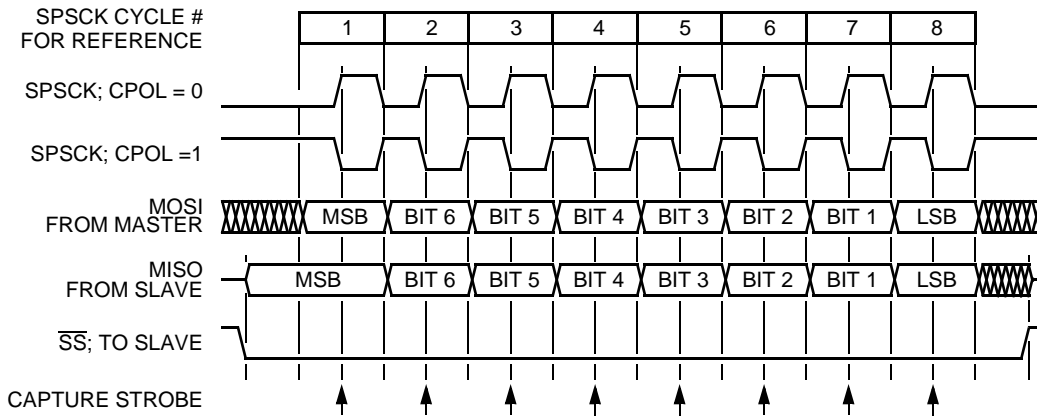 SPSCK CYCLE #
FOR REFERENCE
1 2 3 4 5 6 7 8
SPSCK; CPOL = 0
SPSCK; CPOL =1
MOSI
FROM MASTER
MSB BIT 6 BIT 5 BIT 4 BIT 3 BIT 2 BIT 1 LSB
MISO
FROM SLAVE
MSB BIT 6 BIT 5 BIT 4 BIT 3 BIT 2 BIT 1 LSB
SS; TO SLAVE
CAPTURE STROBE